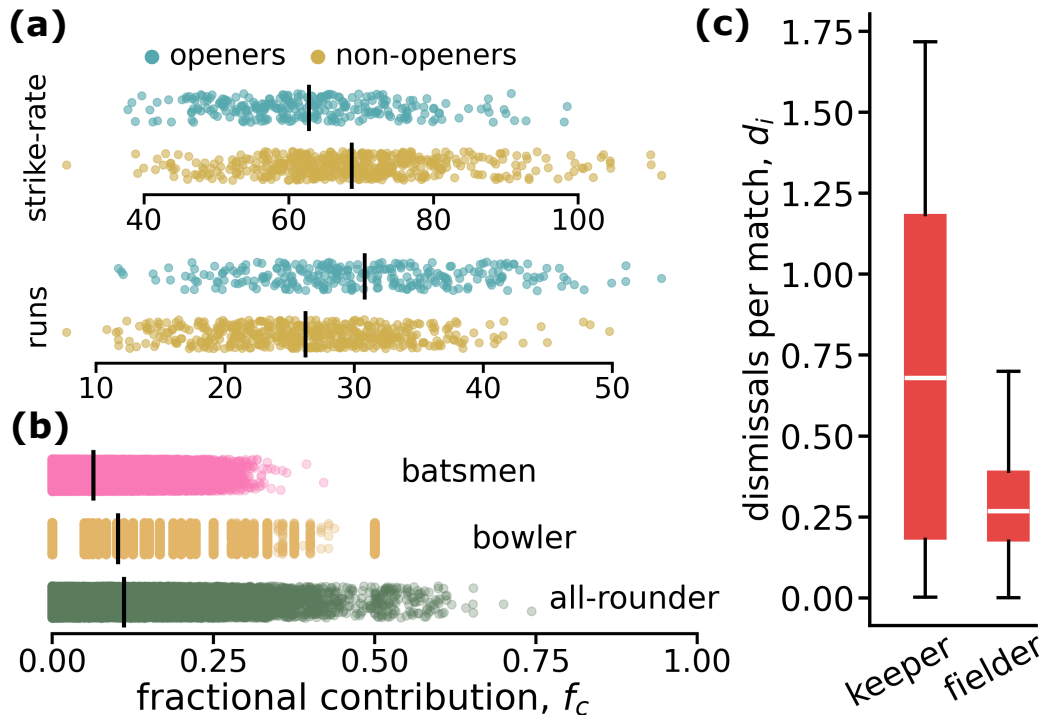 (a)
openers
non-openers
strike-rate
40 60 80 100
runs
10 20 30 40 50
(b)
batsmen
bowler
all-rounder
0.00 0.25 0.50 0.75 1.00
fractional contribution, f_c
(c)
dismissals per match, d_i
1.75
1.50
1.25
1.00
0.75
0.50
0.25
0.00
keeper
fielder